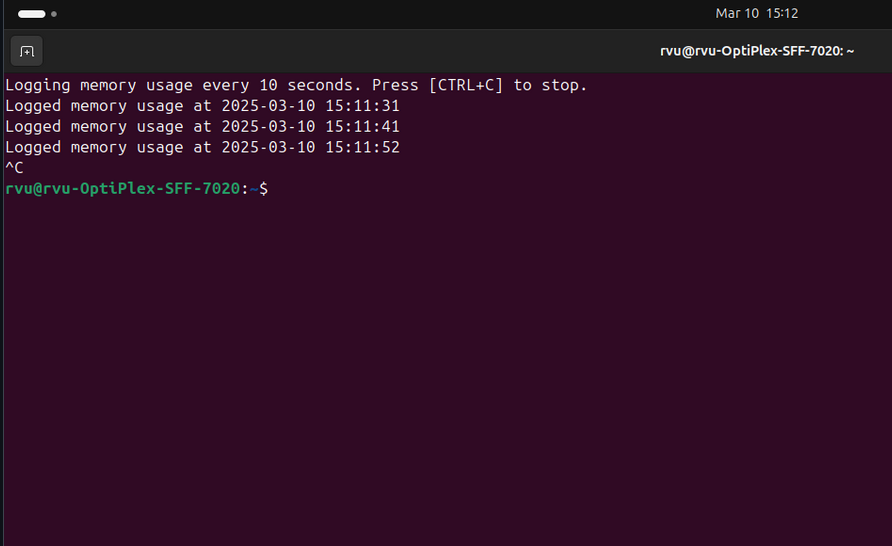 Mar 10 15:12
rvu@rvu-OptiPlex-SFF-7020: ~
Logging memory usage every 10 seconds. Press [CTRL+C] to stop.
Logged memory usage at 2025-03-10 15:11:31
Logged memory usage at 2025-03-10 15:11:41
Logged memory usage at 2025-03-10 15:11:52
^C
rvu@rvu-OptiPlex-SFF-7020:~$